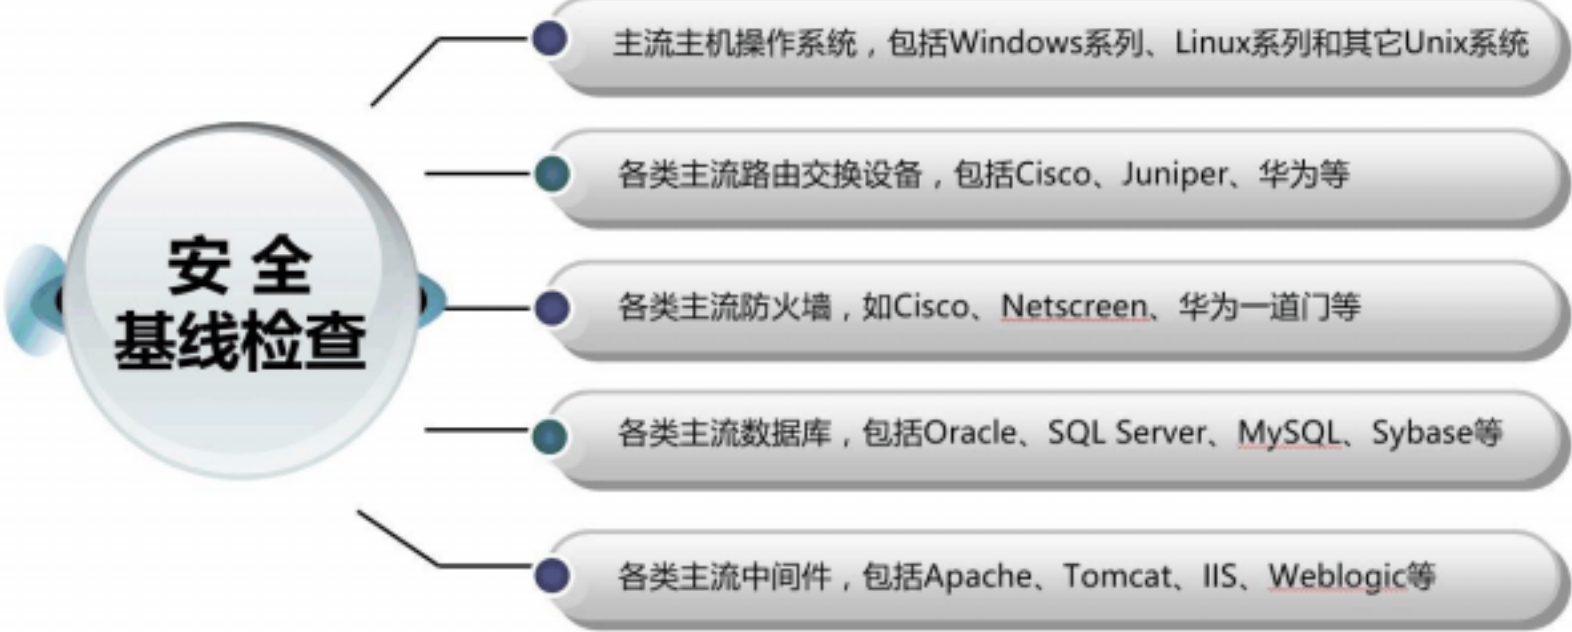 安 全
基线检查
主流主机操作系统，包括Windows系列、Linux系列和其它Unix系统
各类主流路由交换设备，包括Cisco、Juniper、华为等
各类主流防火墙，如Cisco、Netscreen、华为一道门等
各类主流数据库，包括Oracle、SQL Server、MySQL、Sybase等
各类主流中间件，包括Apache、Tomcat、IIS、Weblogic等